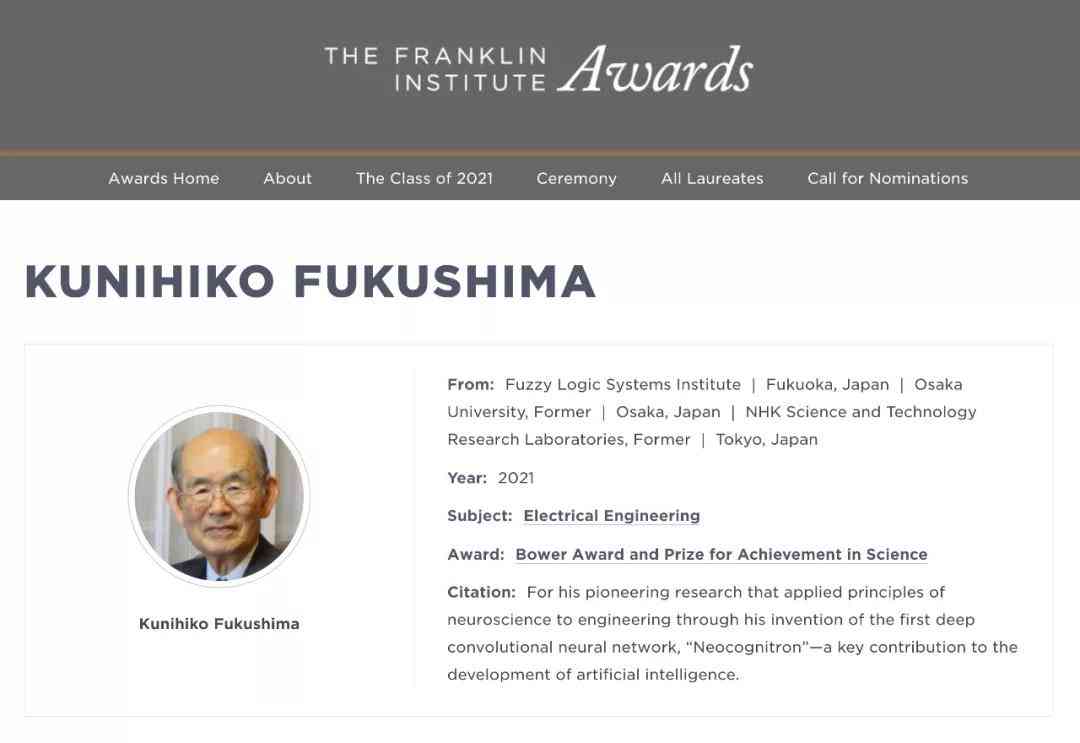 THE FRANKLIN
INSTITUTE Awards
Awards Home About The Class of 2021 Ceremony All Laureates Call for Nominations
KUNIHIKO FUKUSHIMA
From: Fuzzy Logic Systems Institute | Fukuoka, Japan | Osaka
University, Former | Osaka, Japan | NHK Science and Technology
Research Laboratories, Former | Tokyo, Japan
Year: 2021
Subject: Electrical Engineering
Award: Bower Award and Prize for Achievement in Science
Citation: For his pioneering research that applied principles of
neuroscience to engineering through his invention of the first deep
convolutional neural network, “Neocognitron”—a key contribution to the
development of artificial intelligence.
Kunihiko Fukushima